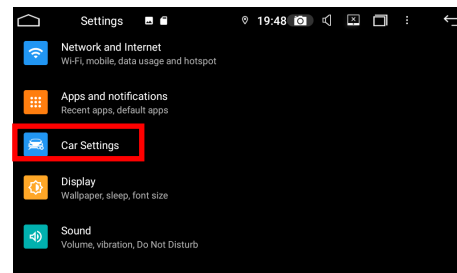 Settings 19:48
Network and Internet
Wi-Fi, mobile, data usage and hotspot
Apps and notifications
Recent apps, default apps
Car Settings
Display
Wallpaper, sleep, font size
Sound
Volume, vibration, Do Not Disturb